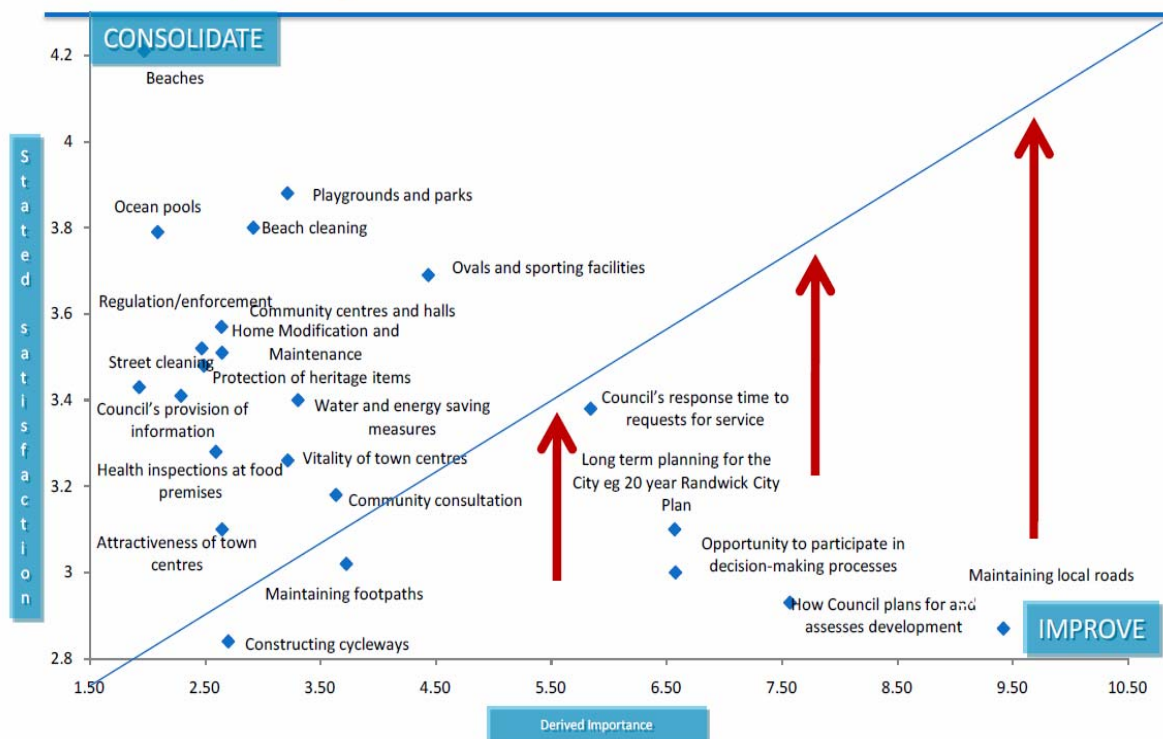 CONSOLIDATE
4.2
Beaches
4
Playgrounds and parks
Ocean pools
3.8
Beach cleaning
Ovals and sporting facilities
Regulation/enforcement
Community centres and halls
3.6
Home Modification and
Maintenance
Street cleaning
Protection of heritage items
3.4
Council's provision of
information
Water and energy saving
measures
Council's response time to
requests for service
Health inspections at food
premises
Vitality of town centres
Long term planning for the
City eg 20 year Randwick City
Plan
3.2
Community consultation
Attractiveness of town
centres
Opportunity to participate in
decision-making processes
3
Maintaining footpaths
Maintaining local roads
How Council plans for and
assesses development
IMPROVE
Constructing cycleways
2.8
1.50 2.50 3.50 4.50 5.50 6.50 7.50 8.50 9.50 10.50
Stated satisfaction
Derived Importance